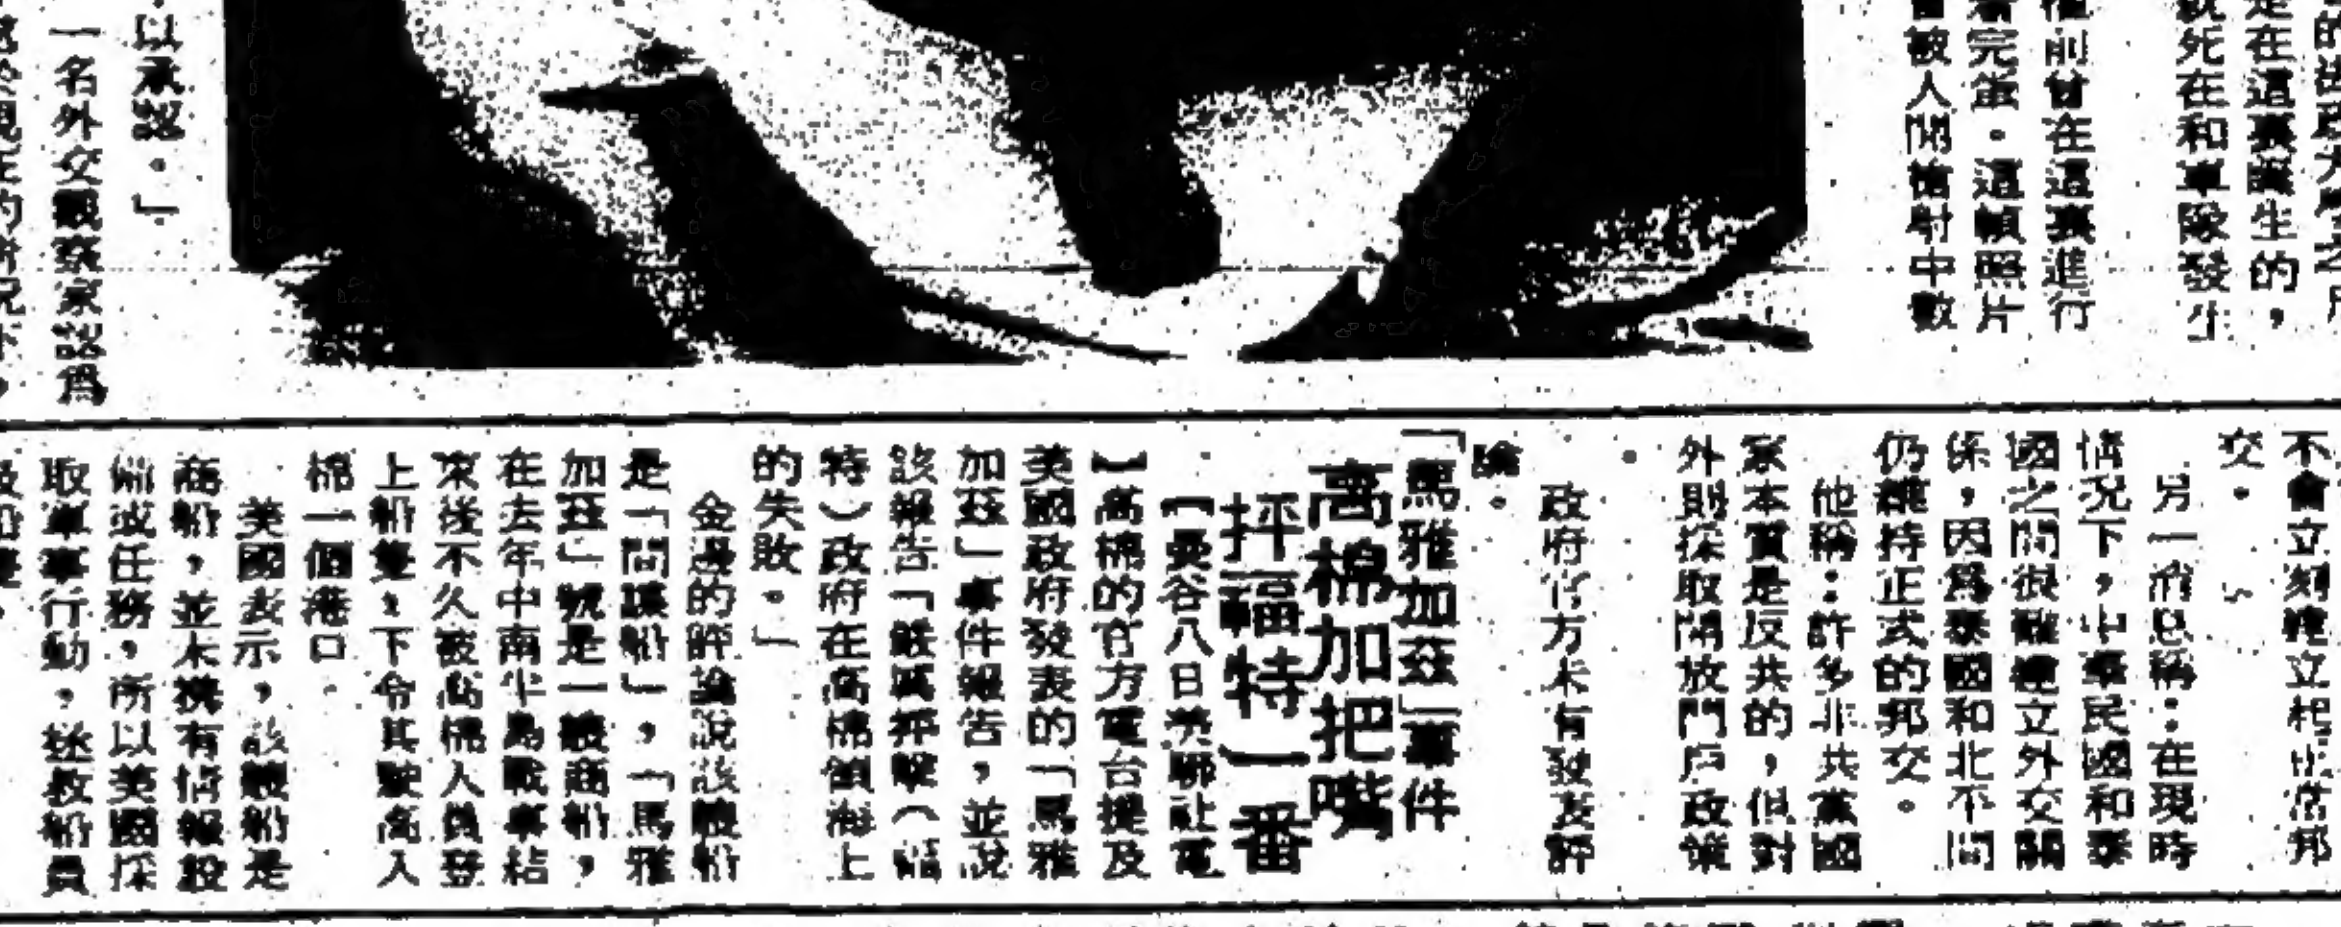 是在這裏誕生的，
就死在和軍隊發生
權前曾在這裏進行
着完蛋。這幀照片
曾被人開槍射中數
以承認。」
一名外交觀察家認爲
不會立刻建立起正常邦
交。
另一消息稱：在現時
情況下，中華民國和泰
國之間很難建立外交關
係，因爲泰國和北不間
仍維持正式的邦交。
他稱：許多非共黨國
家本質是反共的，但對
外則採取開放門戶政策
。
政府官方未有發表評
論。
「馬雅加茲」事件
高棉加把嘴
抨福特一番
【曼谷八日美聯社電
】高棉的官方電台提及
美國政府發表的「馬雅
加茲」事件報告，並說
該報告「嚴厲抨擊（福
特）政府在高棉領海上
的失敗。」
金邊的評論說該艘船
是「間諜船」，「馬雅
加茲」號是一艘商船，
在去年中南半島戰事結
束後不久被高棉人員登
上船隻，下令其駛高入
棉一個港口。
美國表示，該艘船是
商船，並未携有情報設
備或任務，所以美國採
取軍事行動，拯救船員